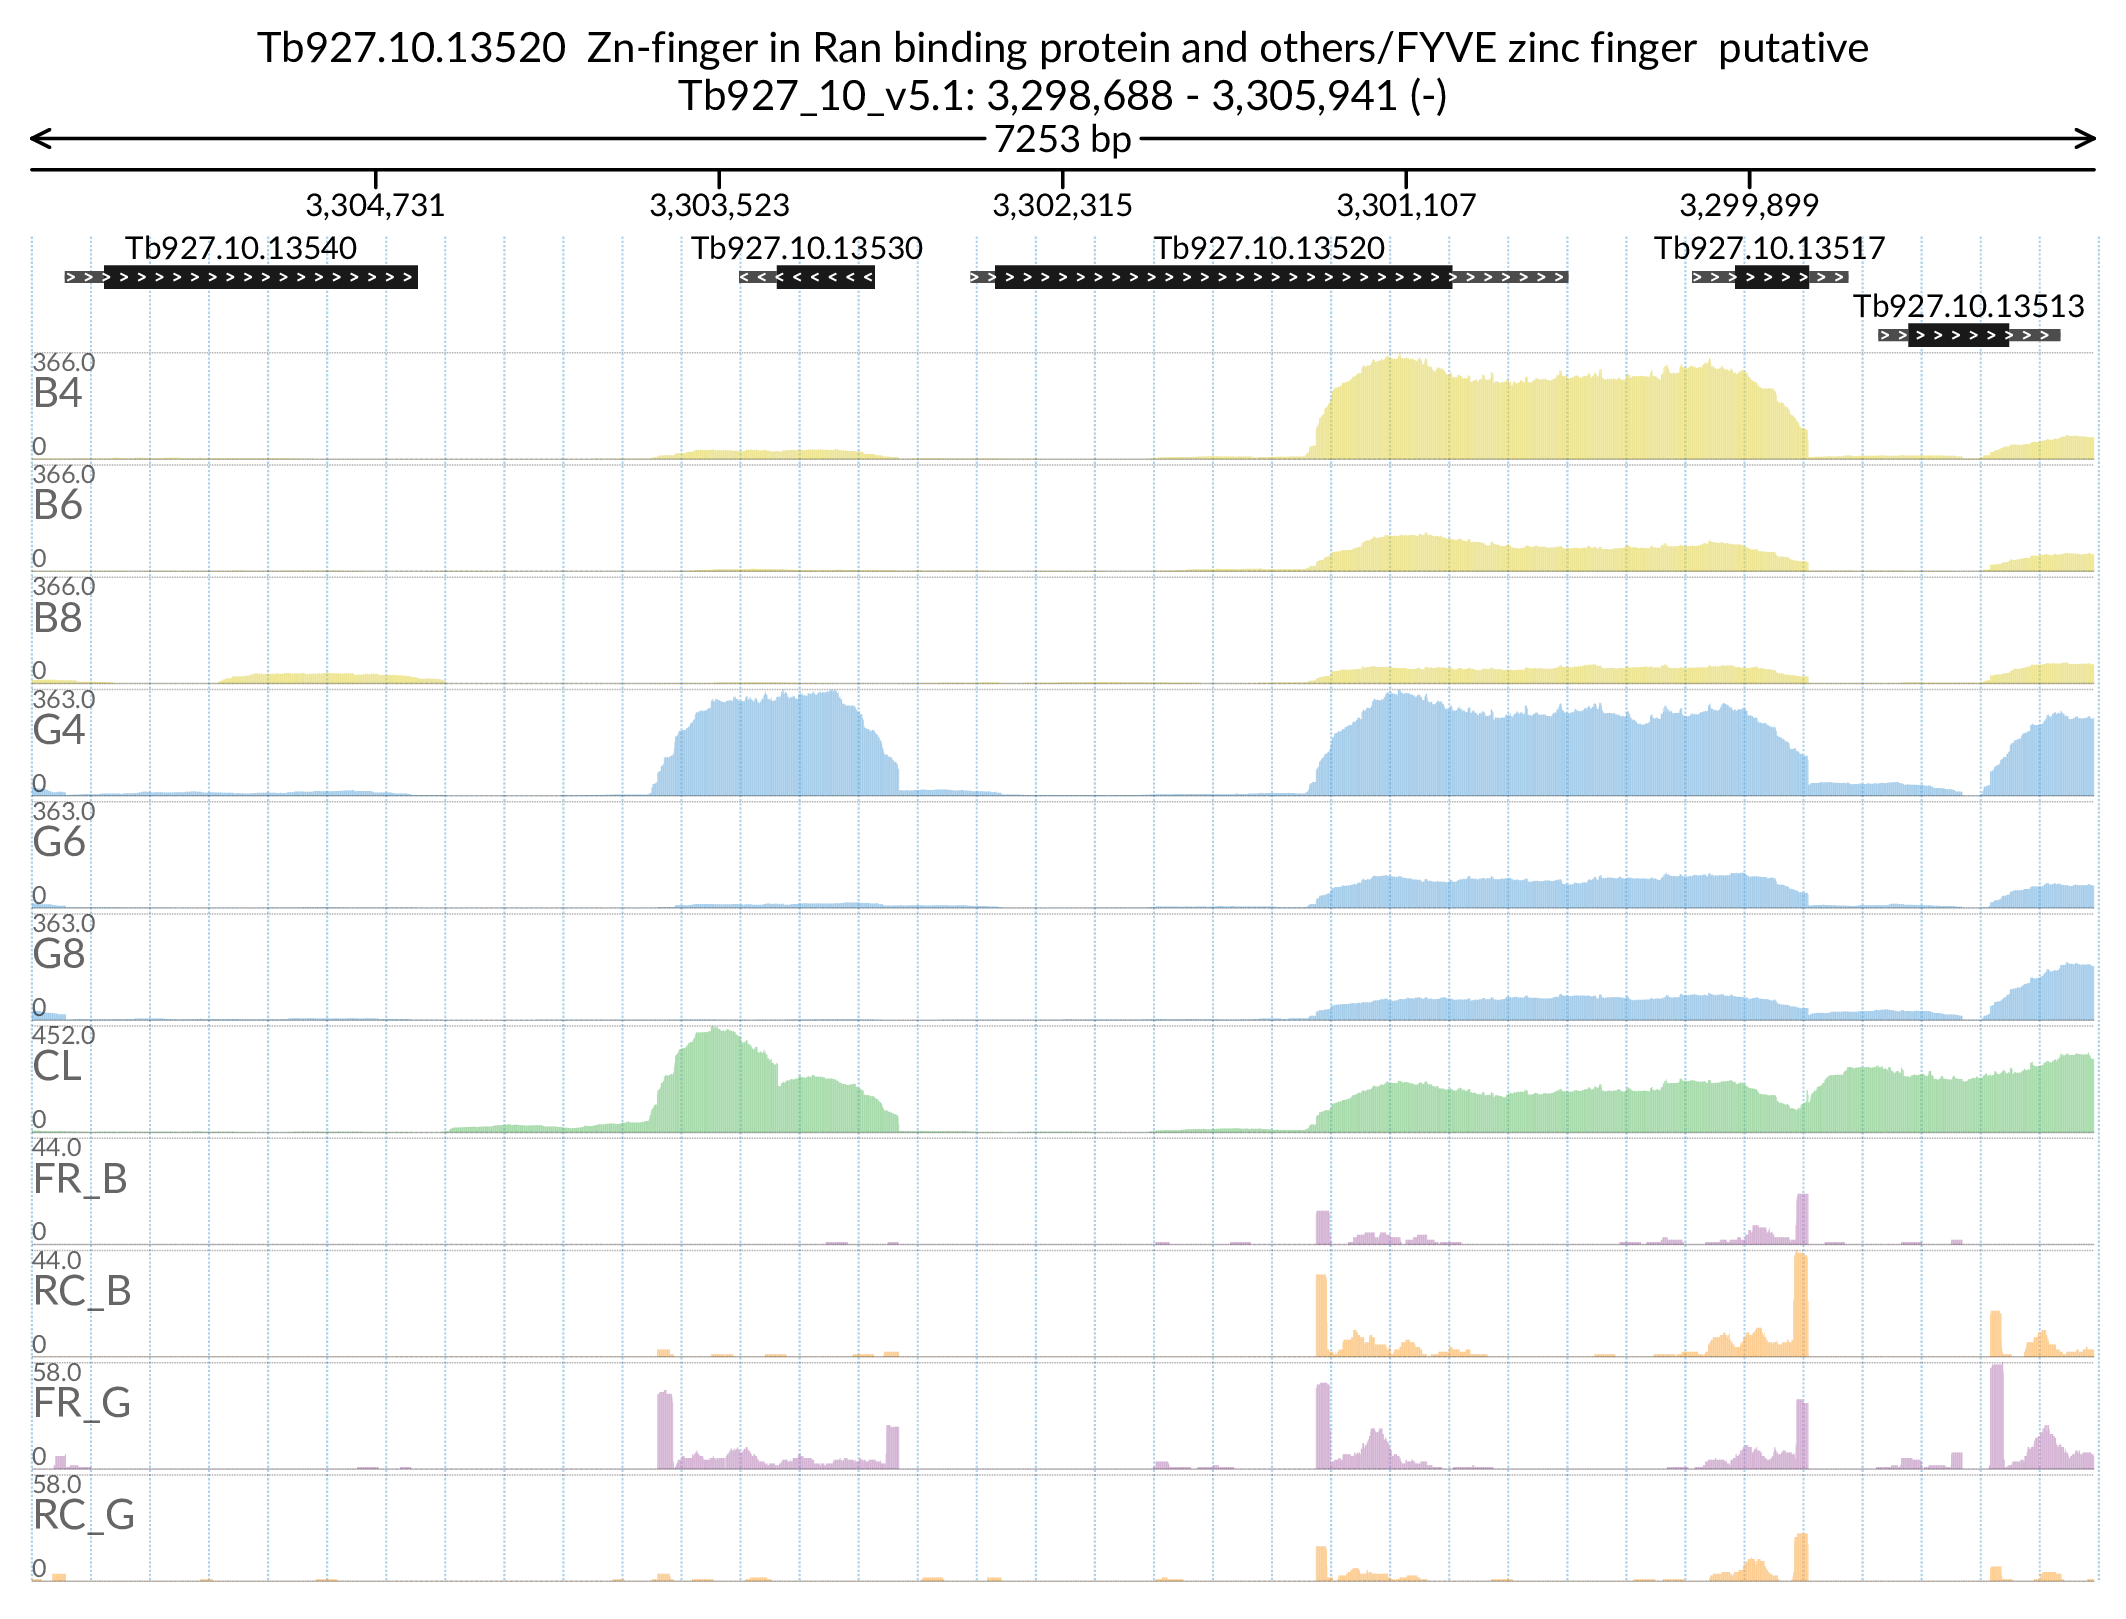 Tb927.10.13520  Zn-finger in Ran binding protein and others/FYVE zinc finger  putative
Tb927_10_v5.1: 3,298,688 - 3,305,941 (-)
7253 bp
3,304,731 3,303,523 3,302,315 3,301,107 3,299,899
Tb927.10.13540 Tb927.10.13530 Tb927.10.13520 Tb927.10.13517
Tb927.10.13513
366.0
B4
0
366.0
B6
0
366.0
B8
0
363.0
G4
0
363.0
G6
0
363.0
G8
0
452.0
CL
0
44.0
FR_B
0
44.0
RC_B
0
58.0
FR_G
0
58.0
RC_G
0